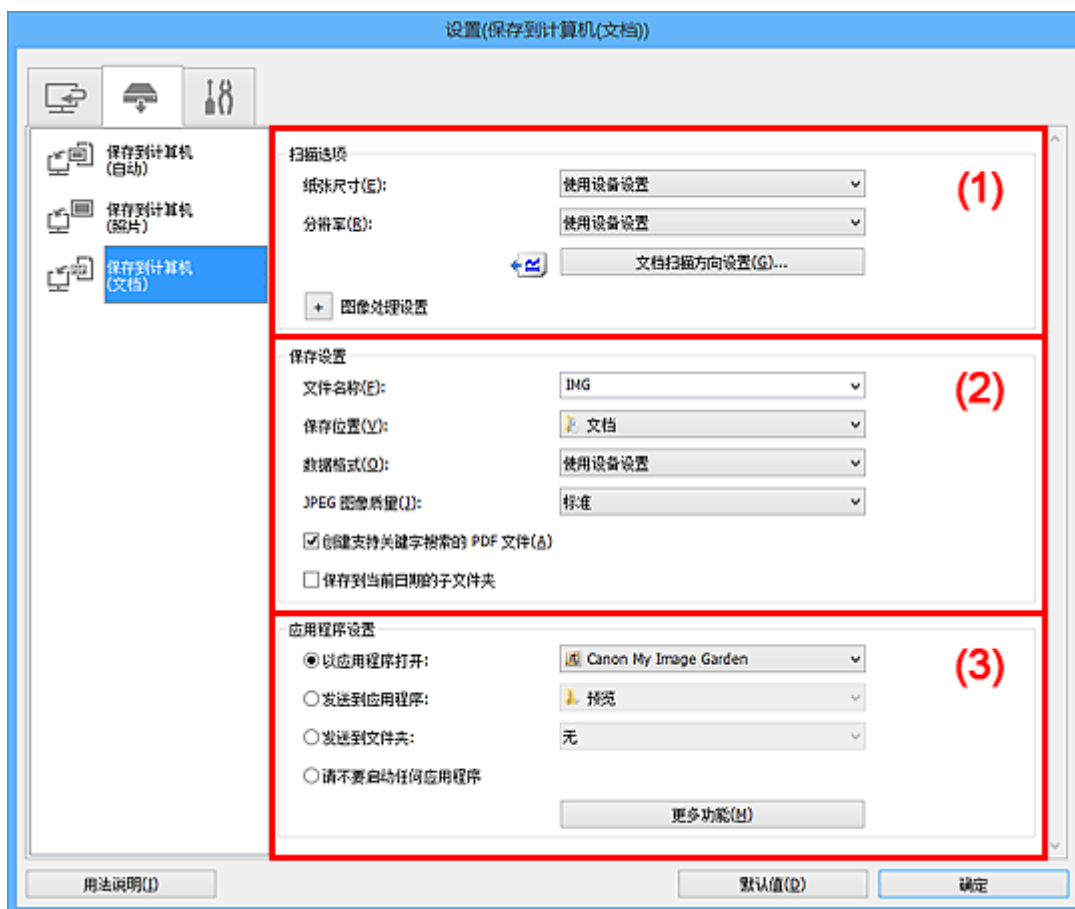 设置(保存到计算机(文档))
保存到计算机
(自动)
保存到计算机
(照片)
保存到计算机
(文档)
扫描选项
(1)
纸张尺寸(E): 使用设备设置
分辨率(R): 使用设备设置
文档扫描方向设置(G)...
+ 图像处理设置
保存设置
(2)
文件名称(F): IMG
保存位置(V): 文档
数据格式(O): 使用设备设置
JPEG 图像质量(J): 标准
创建支持关键字搜索的 PDF 文件(A)
保存到当前日期的子文件夹
应用程序设置
(3)
以应用程序打开: Canon My Image Garden
发送到应用程序: 预览
发送到文件夹: 无
请不要启动任何应用程序
更多功能(M)
用法说明(I) 默认值(D) 确定